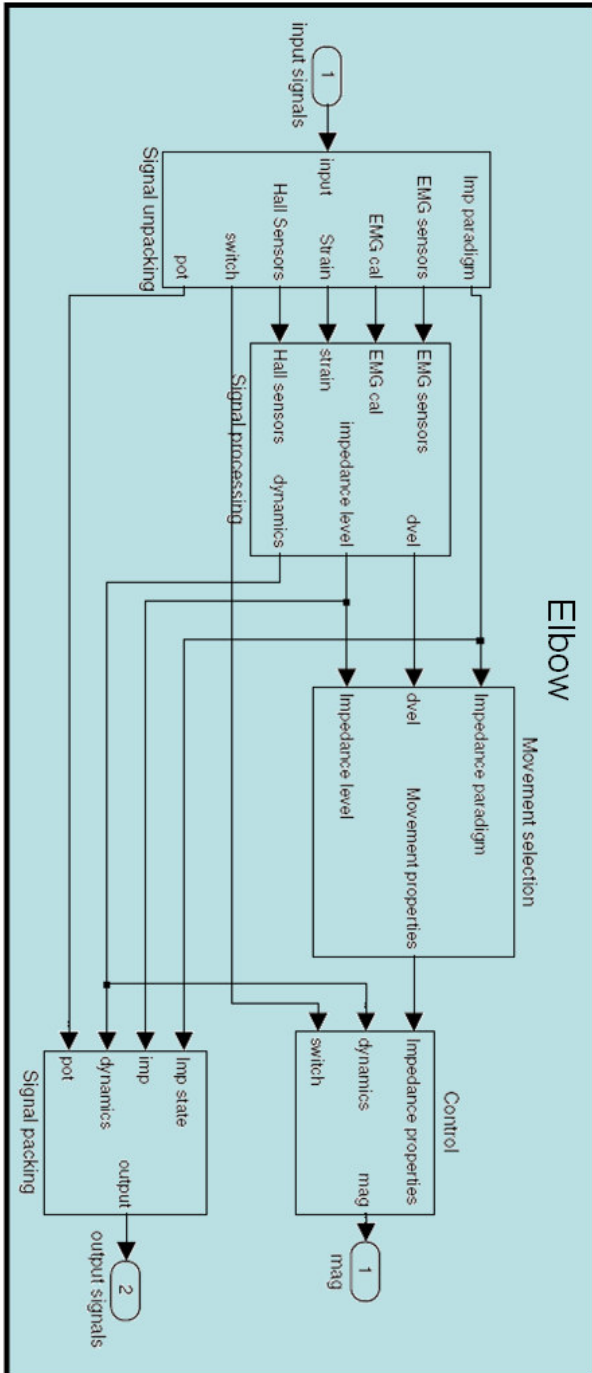 Elbow
1
input signals
input
Imp paradigm
EMG sensors
EMG cal
Strain
Hall Sensors
switch
pot
Signal unpacking
EMG sensors
EMG cal
strain
Hall sensors
dvel
impedance level
dynamics
Signal processing
Movement selection
Impedance paradigm
dvel
Impedance level
Movement properties
Control
Impedance properties
dynamics
switch
mag
1
mag
Imp state
imp
dynamics
pot
output
Signal packing
2
output signals